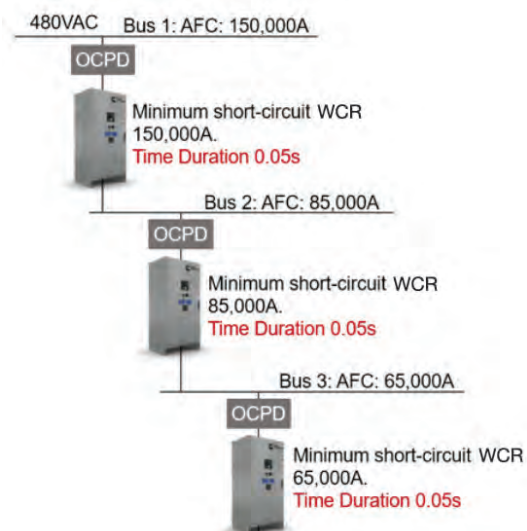 480VAC Bus 1: AFC: 150,000A
OCPD
Minimum short-circuit WCR
150,000A.
Time Duration 0.05s
Bus 2: AFC: 85,000A
OCPD
Minimum short-circuit WCR
85,000A.
Time Duration 0.05s
Bus 3: AFC: 65,000A
OCPD
Minimum short-circuit WCR
65,000A.
Time Duration 0.05s